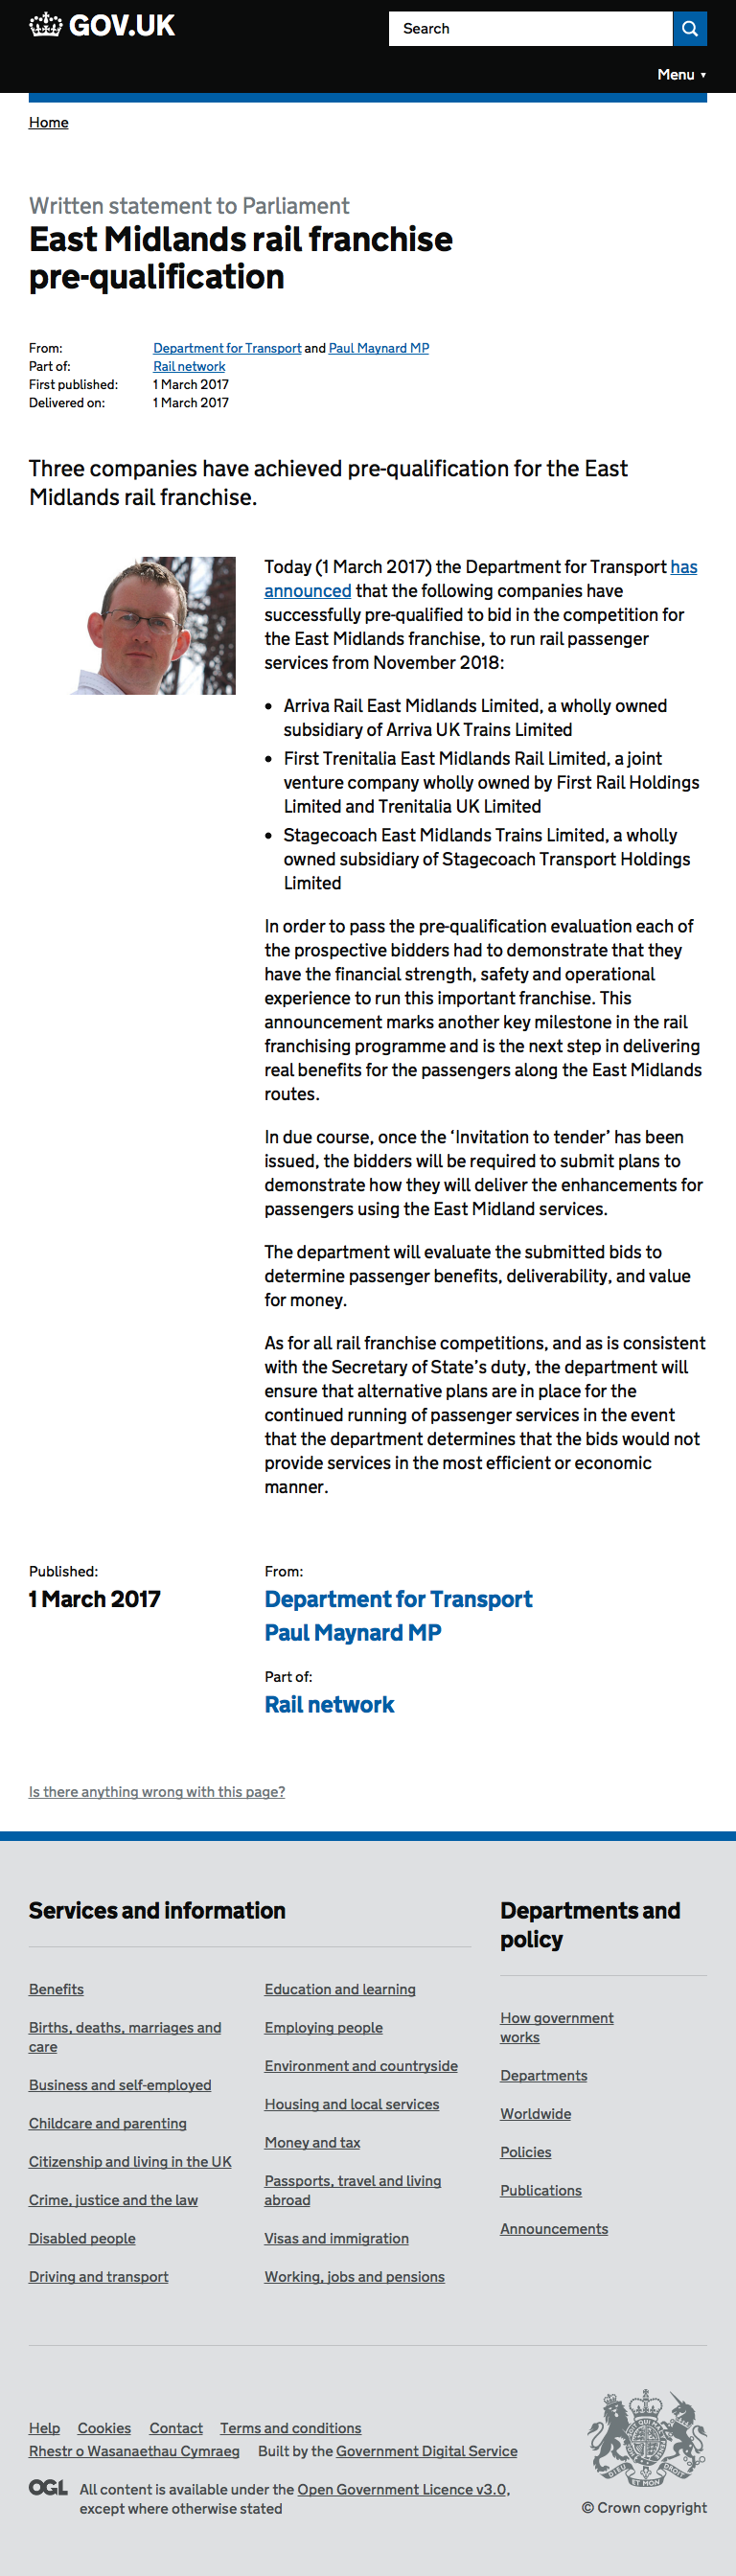 GOV.UK
Search
Menu ▼
Home
Written statement to Parliament
East Midlands rail franchise
pre-qualification
From: Department for Transport and Paul Maynard MP
Part of: Rail network
First published: 1 March 2017
Delivered on: 1 March 2017
Three companies have achieved pre-qualification for the East
Midlands rail franchise.
Today (1 March 2017) the Department for Transport has
announced that the following companies have
successfully pre-qualified to bid in the competition for
the East Midlands franchise, to run rail passenger
services from November 2018:
• Arriva Rail East Midlands Limited, a wholly owned
subsidiary of Arriva UK Trains Limited
• First Trenitalia East Midlands Rail Limited, a joint
venture company wholly owned by First Rail Holdings
Limited and Trenitalia UK Limited
• Stagecoach East Midlands Trains Limited, a wholly
owned subsidiary of Stagecoach Transport Holdings
Limited
In order to pass the pre-qualification evaluation each of
the prospective bidders had to demonstrate that they
have the financial strength, safety and operational
experience to run this important franchise. This
announcement marks another key milestone in the rail
franchising programme and is the next step in delivering
real benefits for the passengers along the East Midlands
routes.
In due course, once the ‘Invitation to tender’ has been
issued, the bidders will be required to submit plans to
demonstrate how they will deliver the enhancements for
passengers using the East Midland services.
The department will evaluate the submitted bids to
determine passenger benefits, deliverability, and value
for money.
As for all rail franchise competitions, and as is consistent
with the Secretary of State’s duty, the department will
ensure that alternative plans are in place for the
continued running of passenger services in the event
that the department determines that the bids would not
provide services in the most efficient or economic
manner.
Published:
1 March 2017
From:
Department for Transport
Paul Maynard MP
Part of:
Rail network
Is there anything wrong with this page?
Services and information
Benefits
Births, deaths, marriages and
care
Business and self-employed
Childcare and parenting
Citizenship and living in the UK
Crime, justice and the law
Disabled people
Driving and transport
Education and learning
Employing people
Environment and countryside
Housing and local services
Money and tax
Passports, travel and living
abroad
Visas and immigration
Working, jobs and pensions
Departments and
policy
How government
works
Departments
Worldwide
Policies
Publications
Announcements
Help Cookies Contact Terms and conditions
Rhestr o Wasanaethau Cymraeg Built by the Government Digital Service
OGL All content is available under the Open Government Licence v3.0,
except where otherwise stated
DIEU ET MON DROIT
© Crown copyright